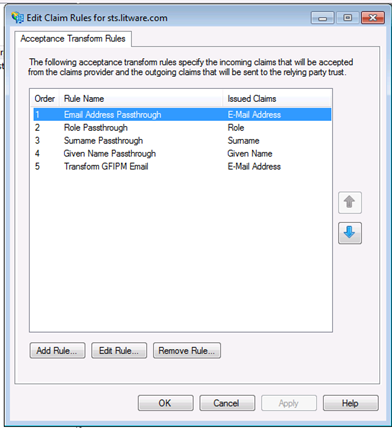 Edit Claim Rules for sts.litware.com
Acceptance Transform Rules
The following acceptance transform rules specify the incoming claims that will be accepted
from the claims provider and the outgoing claims that will be sent to the relying party trust.
Order Rule Name Issued Claims
1 Email Address Passthrough E-Mail Address
2 Role Passthrough Role
3 Surname Passthrough Surname
4 Given Name Passthrough Given Name
5 Transform GFIPM Email E-Mail Address
Add Rule... Edit Rule... Remove Rule...
OK Cancel Apply Help